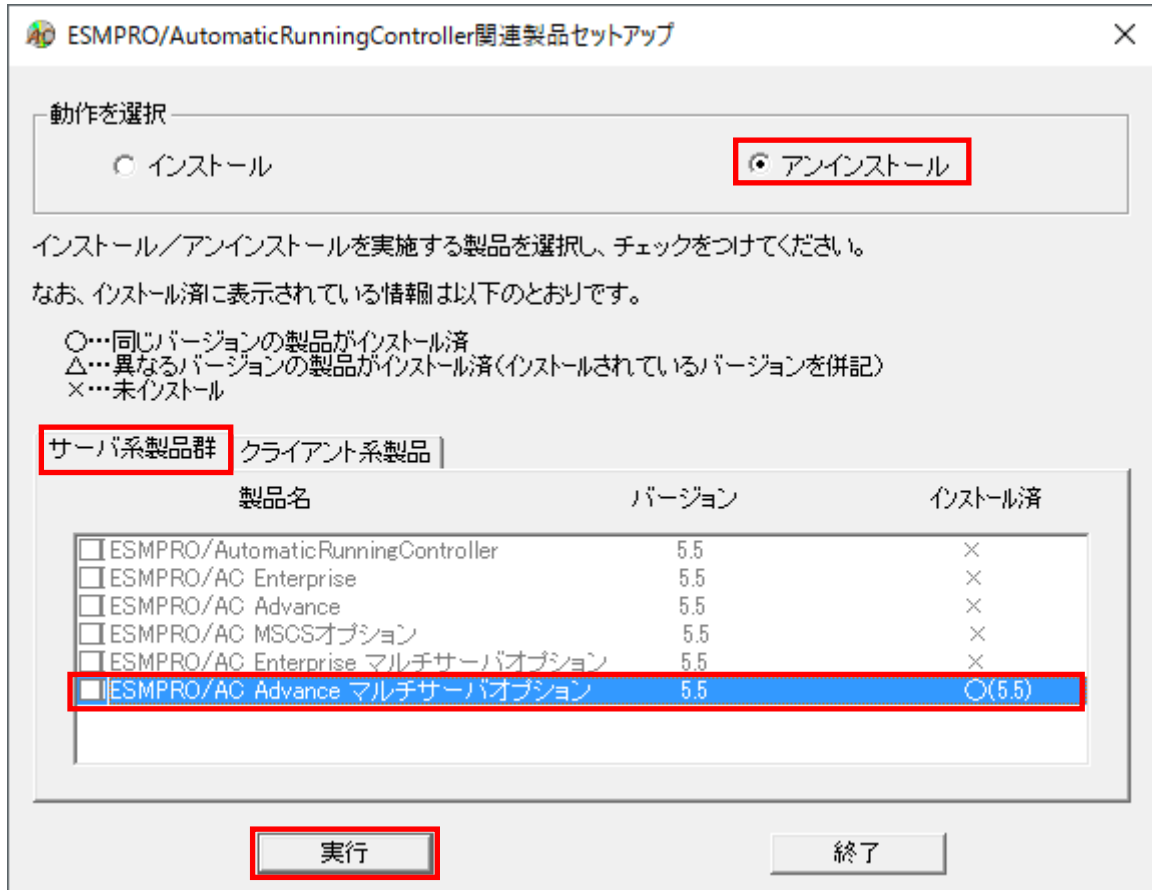 ESMPRO/AutomaticRunningController関連製品セットアップ
動作を選択
インストール アンインストール
インストール／アンインストールを実施する製品を選択し、チェックをつけてください。
なお、インストール済に表示されている情報は以下のとおりです。
○…同じバージョンの製品がインストール済
△…異なるバージョンの製品がインストール済(インストールされているバージョンを併記)
×…未インストール
サーバ系製品群 クライアント系製品
製品名 バージョン インストール済
ESMPRO/AutomaticRunningController 5.5 ×
ESMPRO/AC Enterprise 5.5 ×
ESMPRO/AC Advance 5.5 ×
ESMPRO/AC MSCSオプション 5.5 ×
ESMPRO/AC Enterprise マルチサーバオプション 5.5 ×
ESMPRO/AC Advance マルチサーバオプション 5.5 ○(5.5)
実行 終了